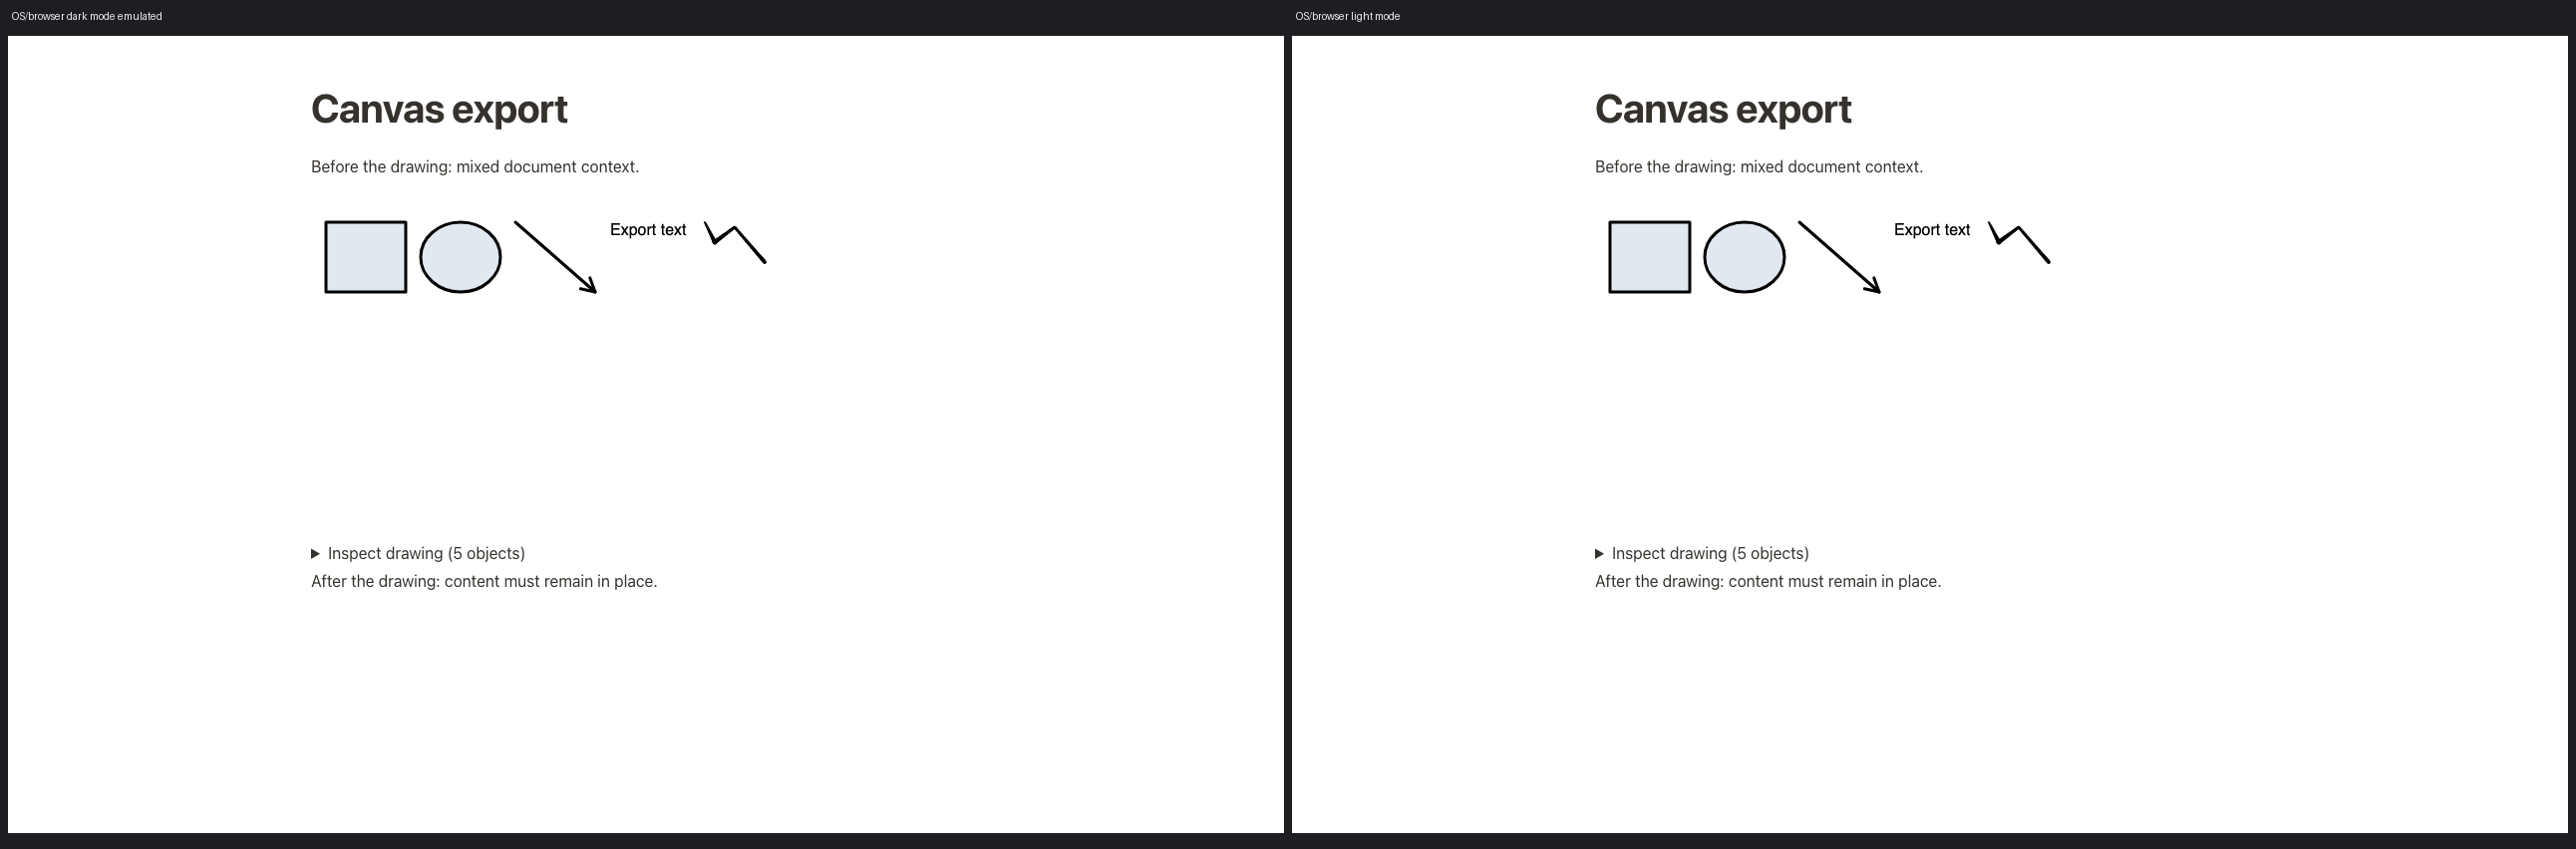 OS/browser dark mode emulated
Canvas export
Before the drawing: mixed document context.
Export text
▶ Inspect drawing (5 objects)
After the drawing: content must remain in place.
OS/browser light mode
Canvas export
Before the drawing: mixed document context.
Export text
▶ Inspect drawing (5 objects)
After the drawing: content must remain in place.